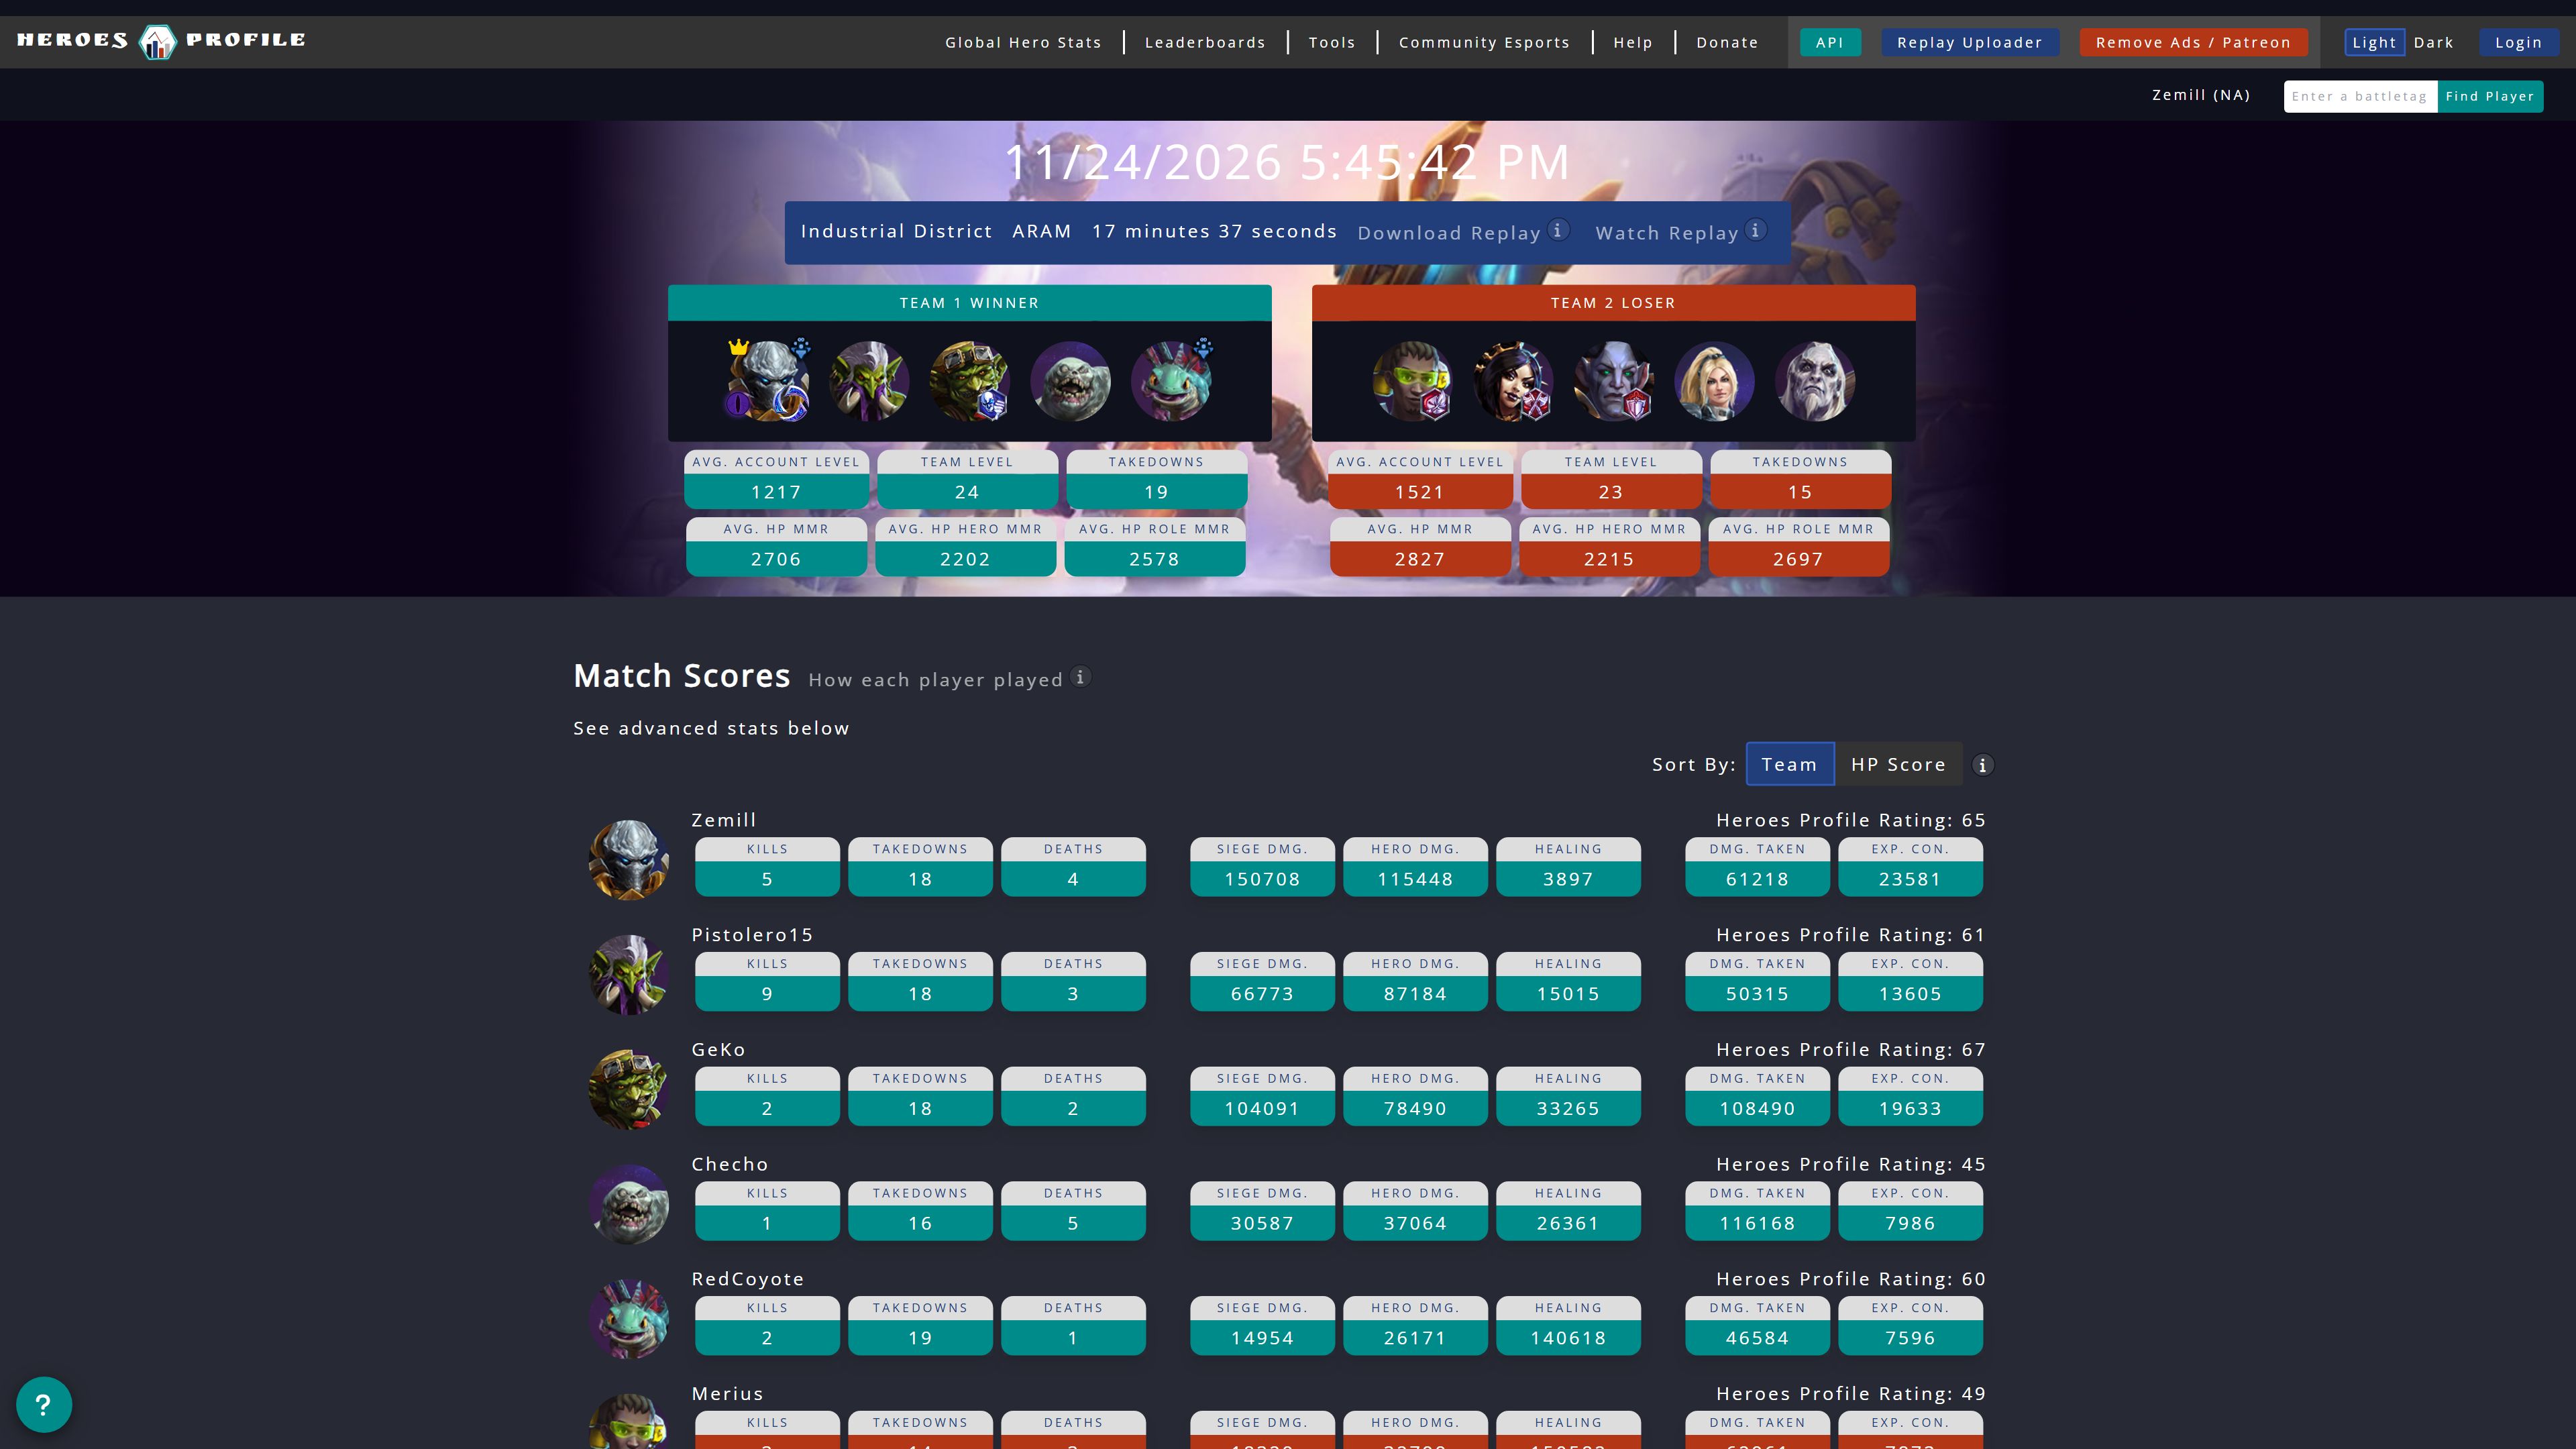 HEROES PROFILE
Global Hero Stats Leaderboards Tools Community Esports Help Donate API Replay Uploader Remove Ads / Patreon Light Dark Login
Zemill (NA) Enter a battletag Find Player
11/24/2026 5:45:42 PM
Industrial District ARAM 17 minutes 37 seconds Download Replay i Watch Replay i
TEAM 1 WINNER
AVG. ACCOUNT LEVEL TEAM LEVEL TAKEDOWNS
1217 24 19
AVG. HP MMR AVG. HP HERO MMR AVG. HP ROLE MMR
2706 2202 2578
TEAM 2 LOSER
AVG. ACCOUNT LEVEL TEAM LEVEL TAKEDOWNS
1521 23 15
AVG. HP MMR AVG. HP HERO MMR AVG. HP ROLE MMR
2827 2215 2697
Match Scores How each player played i
See advanced stats below
Sort By: Team HP Score i
Zemill Heroes Profile Rating: 65
KILLS TAKEDOWNS DEATHS SIEGE DMG. HERO DMG. HEALING DMG. TAKEN EXP. CON.
5 18 4 150708 115448 3897 61218 23581
Pistolero15 Heroes Profile Rating: 61
KILLS TAKEDOWNS DEATHS SIEGE DMG. HERO DMG. HEALING DMG. TAKEN EXP. CON.
9 18 3 66773 87184 15015 50315 13605
GeKo Heroes Profile Rating: 67
KILLS TAKEDOWNS DEATHS SIEGE DMG. HERO DMG. HEALING DMG. TAKEN EXP. CON.
2 18 2 104091 78490 33265 108490 19633
Checho Heroes Profile Rating: 45
KILLS TAKEDOWNS DEATHS SIEGE DMG. HERO DMG. HEALING DMG. TAKEN EXP. CON.
1 16 5 30587 37064 26361 116168 7986
RedCoyote Heroes Profile Rating: 60
KILLS TAKEDOWNS DEATHS SIEGE DMG. HERO DMG. HEALING DMG. TAKEN EXP. CON.
2 19 1 14954 26171 140618 46584 7596
Merius Heroes Profile Rating: 49
KILLS TAKEDOWNS DEATHS SIEGE DMG. HERO DMG. HEALING DMG. TAKEN EXP. CON.
?